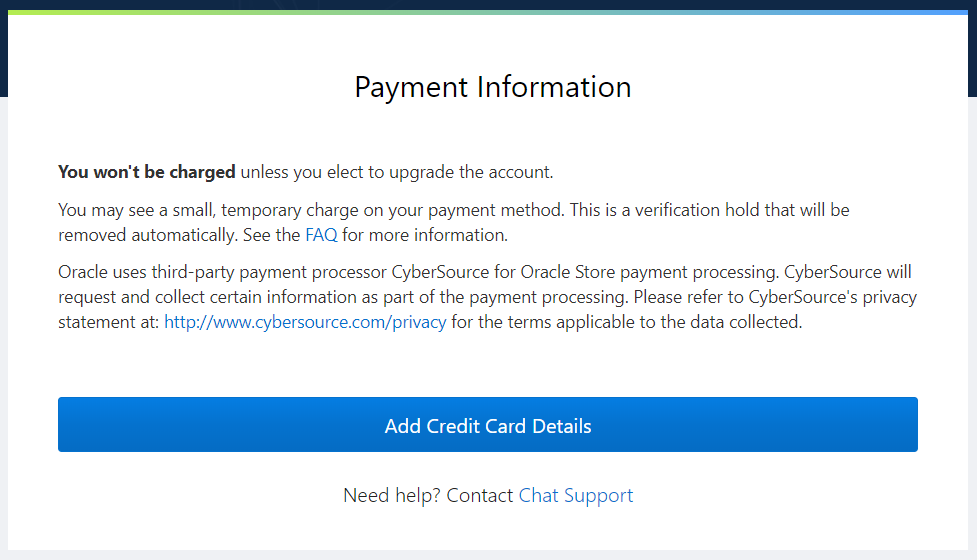 Payment Information
You won't be charged unless you elect to upgrade the account.
You may see a small, temporary charge on your payment method. This is a verification hold that will be
removed automatically. See the FAQ for more information.
Oracle uses third-party payment processor CyberSource for Oracle Store payment processing. CyberSource will
request and collect certain information as part of the payment processing. Please refer to CyberSource's privacy
statement at: http://www.cybersource.com/privacy for the terms applicable to the data collected.
Add Credit Card Details
Need help? Contact Chat Support